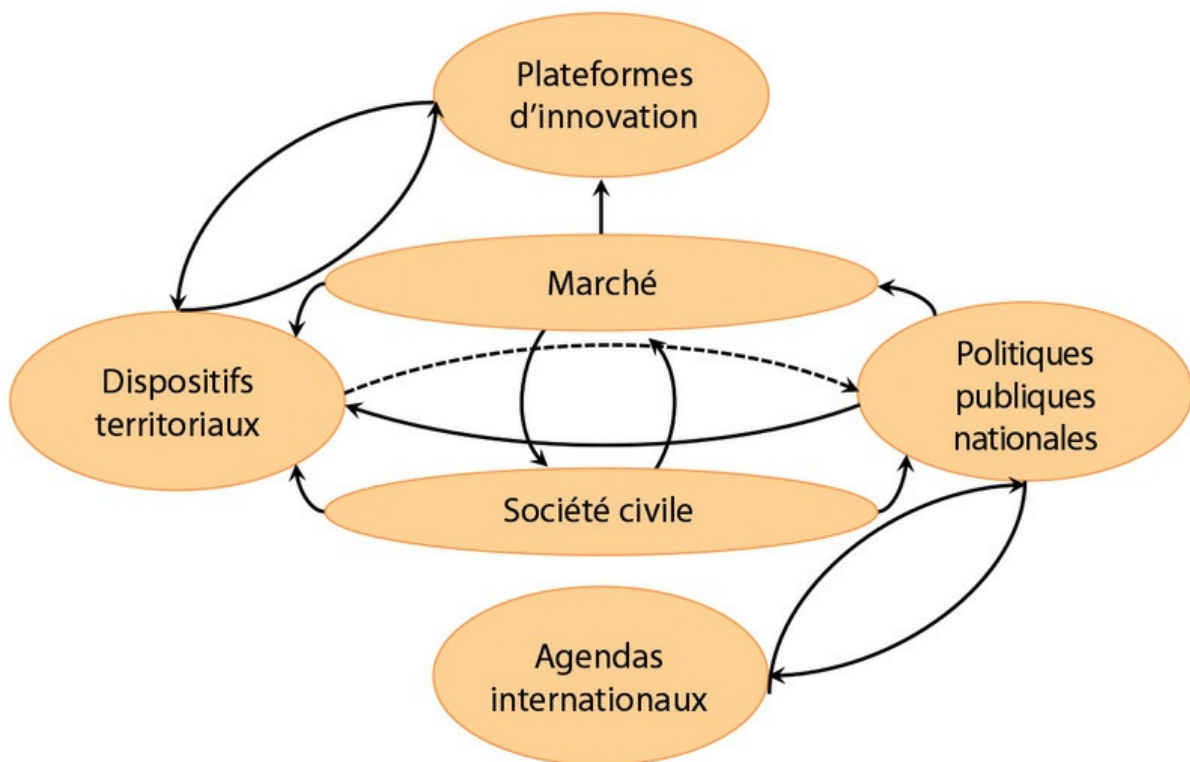 Plateformes
d’innovation
Marché
Dispositifs
territoriaux
Politiques
publiques
nationales
Société civile
Agendas
internationaux